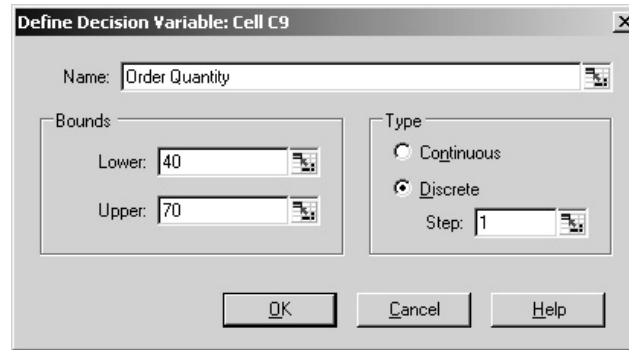 Define Decision Variable: Cell C9
Name: Order Quantity
Bounds
Lower: 40
Upper: 70
Type
Continuous
Discrete
Step: 1
OK Cancel Help